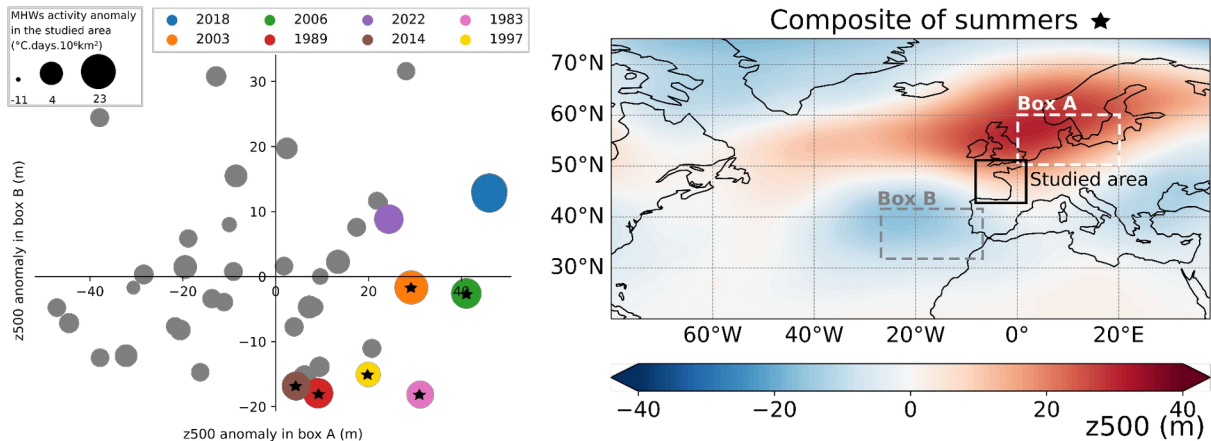 MHWs activity anomaly
in the studied area
(°C.days.10⁶km²)
-11 4 23
2018 2006 2022 1983
2003 1989 2014 1997
z500 anomaly in box B (m)
30
20
10
0
−40 −20 20 40
−10
−20
z500 anomaly in box A (m)
Composite of summers ★
70°N
60°N
50°N
40°N
30°N
Box A
Studied area
Box B
60°W 40°W 20°W 0° 20°E
−40 −20 0 20 40
z500 (m)